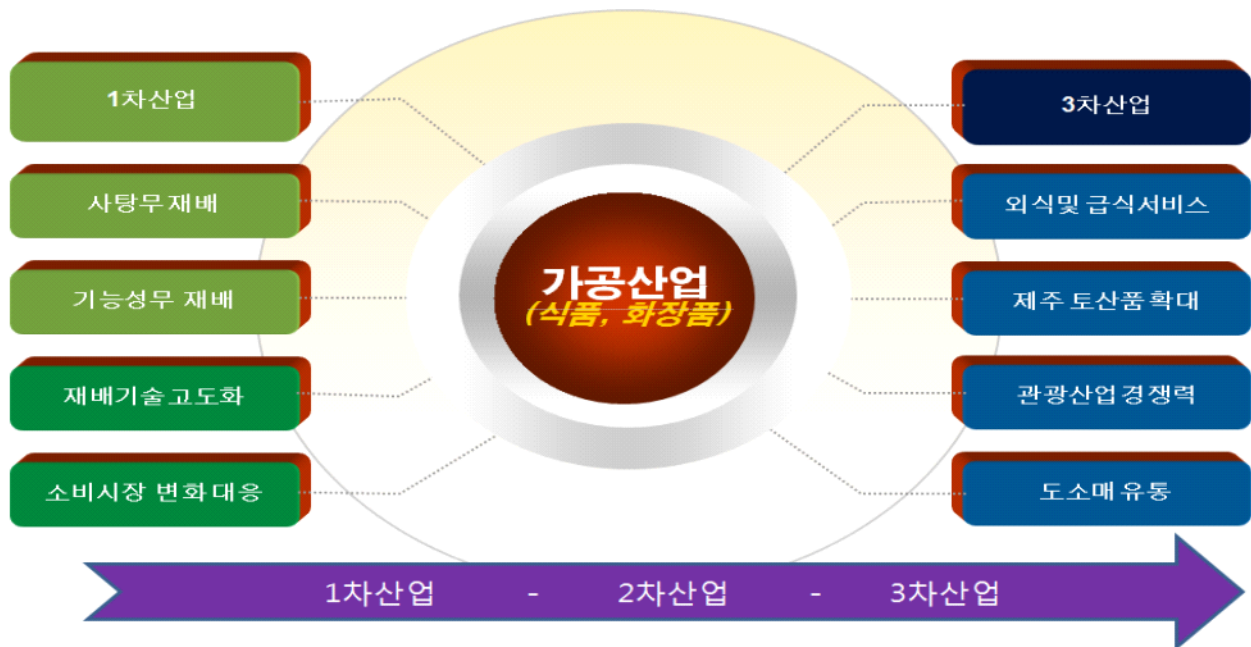 1차산업
사탕무 재배
기능성무 재배
재배기술 고도화
소비시장 변화 대응
가공산업
(식품, 화장품)
3차산업
외식및 급식서비스
제주 토산품 확대
관광산업 경쟁력
도소매 유통
1차산업 - 2차산업 - 3차산업